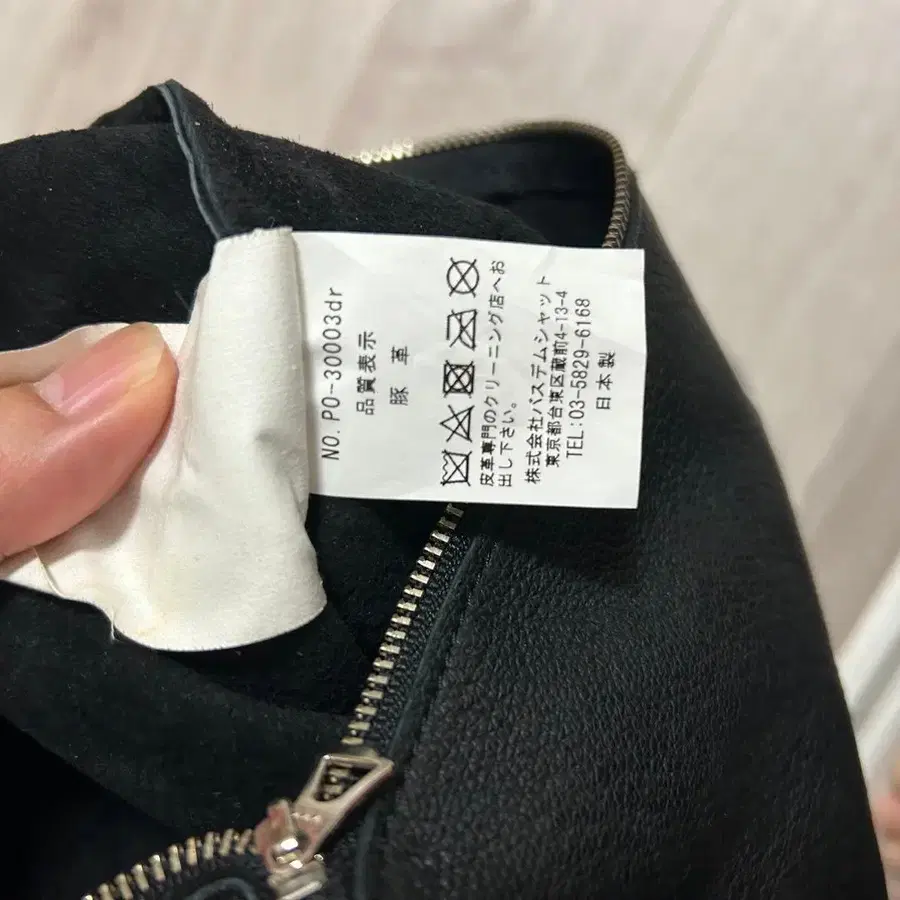 NO. PO-30003dr
品質表示
豚 革
皮革専門のクリーニング店へお
出し下さい。
株式会社バステムシャット
東京都台東区蔵前4-13-4
TEL:03-5829-6168
日本製